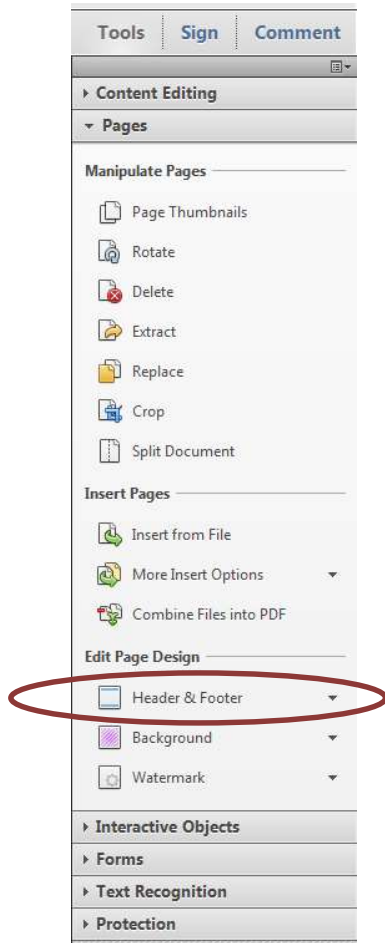 Tools Sign Comment
Content Editing
Pages
Manipulate Pages
Page Thumbnails
Rotate
Delete
Extract
Replace
Crop
Split Document
Insert Pages
Insert from File
More Insert Options
Combine Files into PDF
Edit Page Design
Header & Footer
Background
Watermark
Interactive Objects
Forms
Text Recognition
Protection